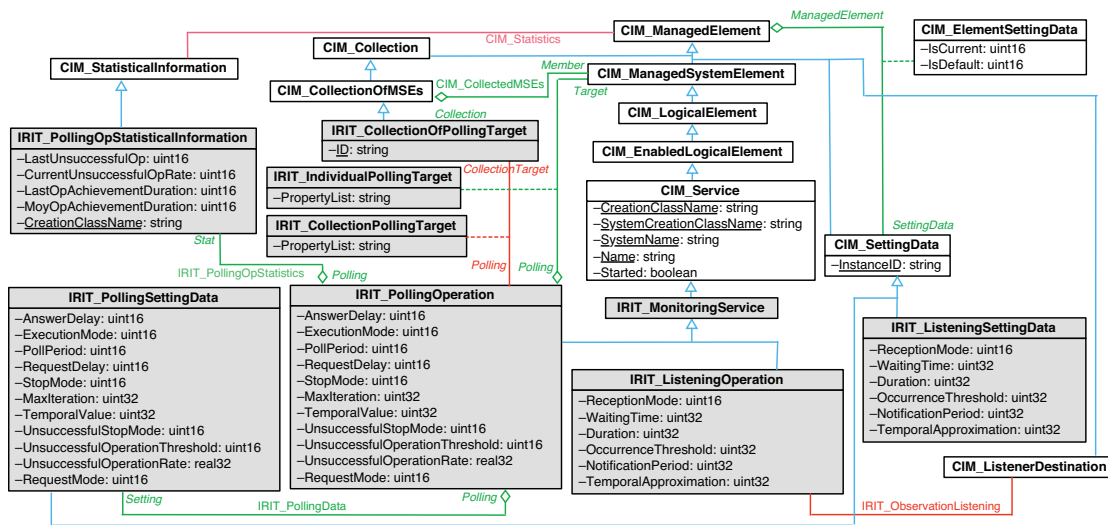 ManagedElement
CIM_ManagedElement
CIM_ElementSettingData
–IsCurrent: uint16
–IsDefault: uint16
CIM_Statistics
CIM_Collection
CIM_StatisticalInformation
Member
CIM_ManagedSystemElement
CIM_CollectedMSEs
Target
CIM_CollectionOfMSEs
Collection
CIM_LogicalElement
IRIT_PollingOpStatisticalInformation
–LastUnsuccessfulOp: uint16
–CurrentUnsuccessfulOpRate: uint16
–LastOpAchievementDuration: uint16
–MoyOpAchievementDuration: uint16
–CreationClassName: string
IRIT_CollectionOfPollingTarget
–ID: string
CIM_EnabledLogicalElement
CollectionTarget
IRIT_IndividualPollingTarget
–PropertyList: string
CIM_Service
–CreationClassName: string
–SystemCreationClassName: string
–SystemName: string
–Name: string
–Started: boolean
IRIT_CollectionPollingTarget
–PropertyList: string
SettingData
CIM_SettingData
–InstanceID: string
Stat
IRIT_PollingOpStatistics
Polling
Polling
Polling
IRIT_PollingSettingData
–AnswerDelay: uint16
–ExecutionMode: uint16
–PollPeriod: uint16
–RequestDelay: uint16
–StopMode: uint16
–MaxIteration: uint32
–TemporalValue: uint32
–UnsuccessfulStopMode: uint16
–UnsuccessfulOperationThreshold: uint16
–UnsuccessfulOperationRate: real32
–RequestMode: uint16
IRIT_PollingOperation
–AnswerDelay: uint16
–ExecutionMode: uint16
–PollPeriod: uint16
–RequestDelay: uint16
–StopMode: uint16
–MaxIteration: uint32
–TemporalValue: uint32
–UnsuccessfulStopMode: uint16
–UnsuccessfulOperationThreshold: uint16
–UnsuccessfulOperationRate: real32
–RequestMode: uint16
IRIT_MonitoringService
IRIT_ListeningOperation
–ReceptionMode: uint16
–WaitingTime: uint32
–Duration: uint32
–OccurrenceThreshold: uint32
–NotificationPeriod: uint32
–TemporalApproximation: uint32
IRIT_ListeningSettingData
–ReceptionMode: uint16
–WaitingTime: uint32
–Duration: uint32
–OccurrenceThreshold: uint32
–NotificationPeriod: uint32
–TemporalApproximation: uint32
CIM_ListenerDestination
Setting
IRIT_PollingData
Polling
IRIT_ObservationListening